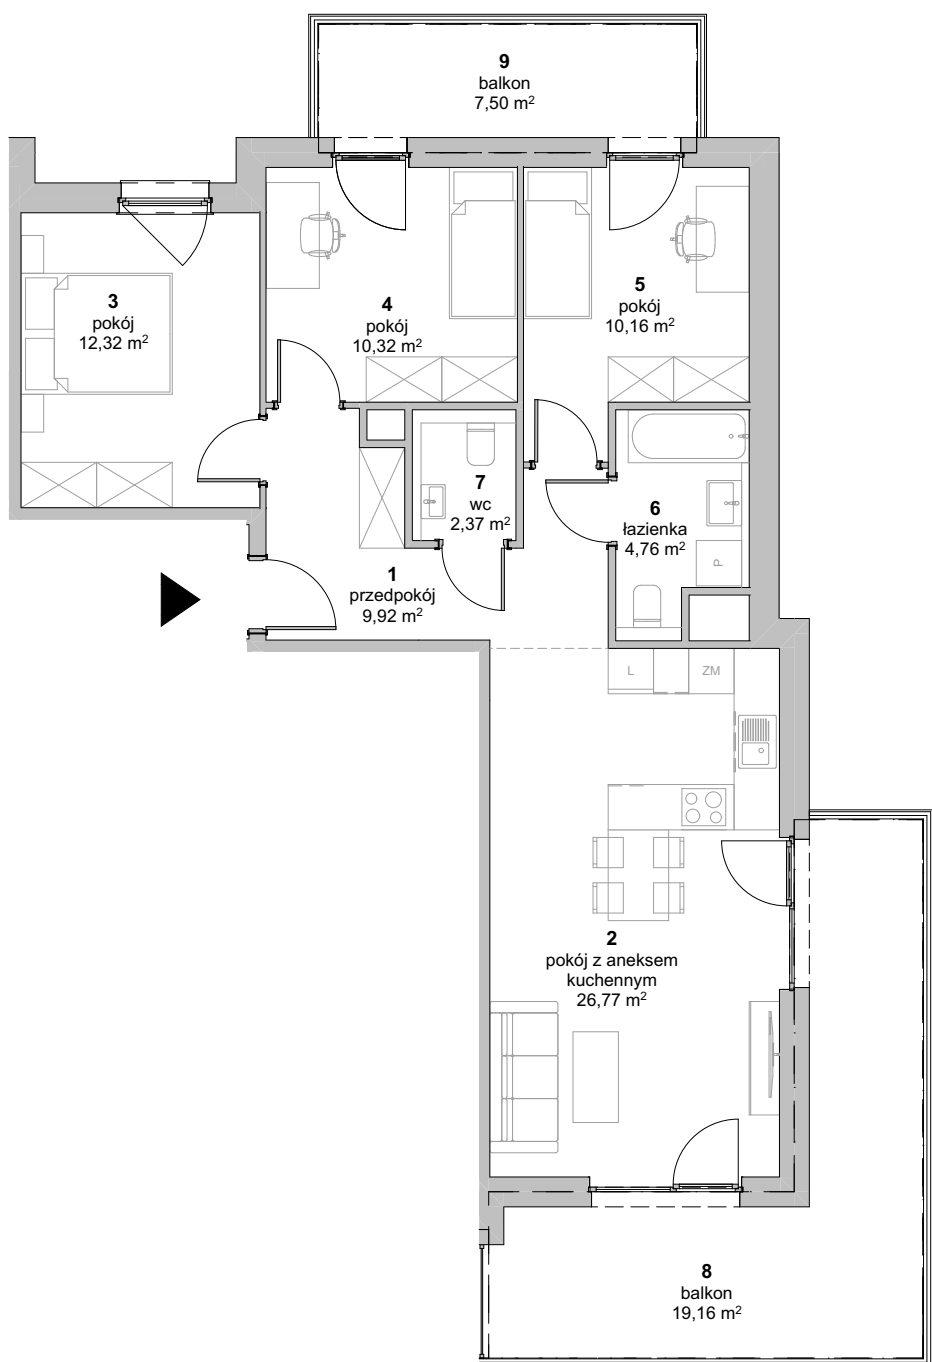 9
balkon
7,50 m²
3
pokój
12,32 m²
4
pokój
10,32 m²
5
pokój
10,16 m²
7
wc
2,37 m²
6
łazienka
4,76 m²
P
1
przedpokój
9,92 m²
L
ZM
2
pokój z aneksem
kuchennym
26,77 m²
8
balkon
19,16 m²